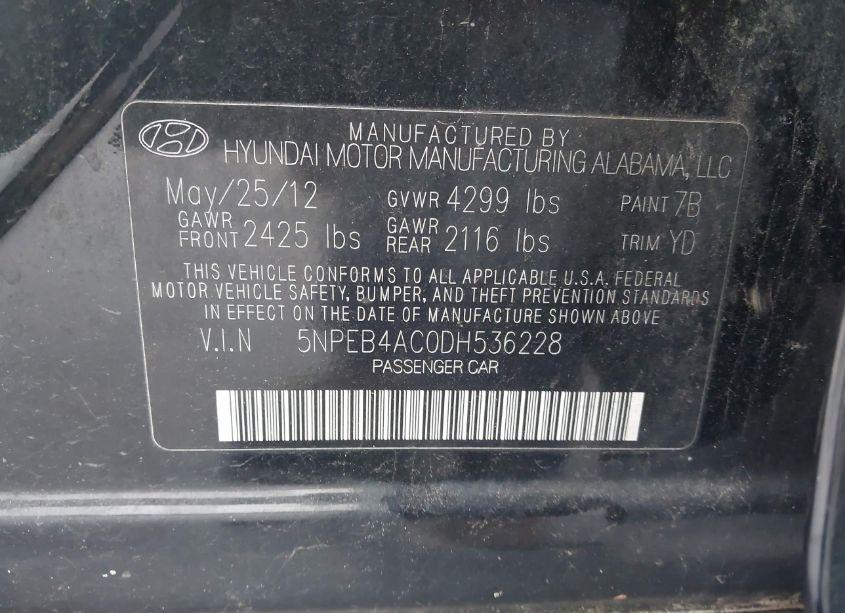 MANUFACTURED BY
HYUNDAI MOTOR MANUFACTURING ALABAMA, LLC
May/25/12 GVWR 4299 lbs PAINT 7B
GAWR FRONT 2425 lbs GAWR REAR 2116 lbs TRIM YD
THIS VEHICLE CONFORMS TO ALL APPLICABLE U.S.A. FEDERAL
MOTOR VEHICLE SAFETY, BUMPER, AND THEFT PREVENTION STANDARDS
IN EFFECT ON THE DATE OF MANUFACTURE SHOWN ABOVE
V.I.N 5NPEB4AC0DH536228
PASSENGER CAR